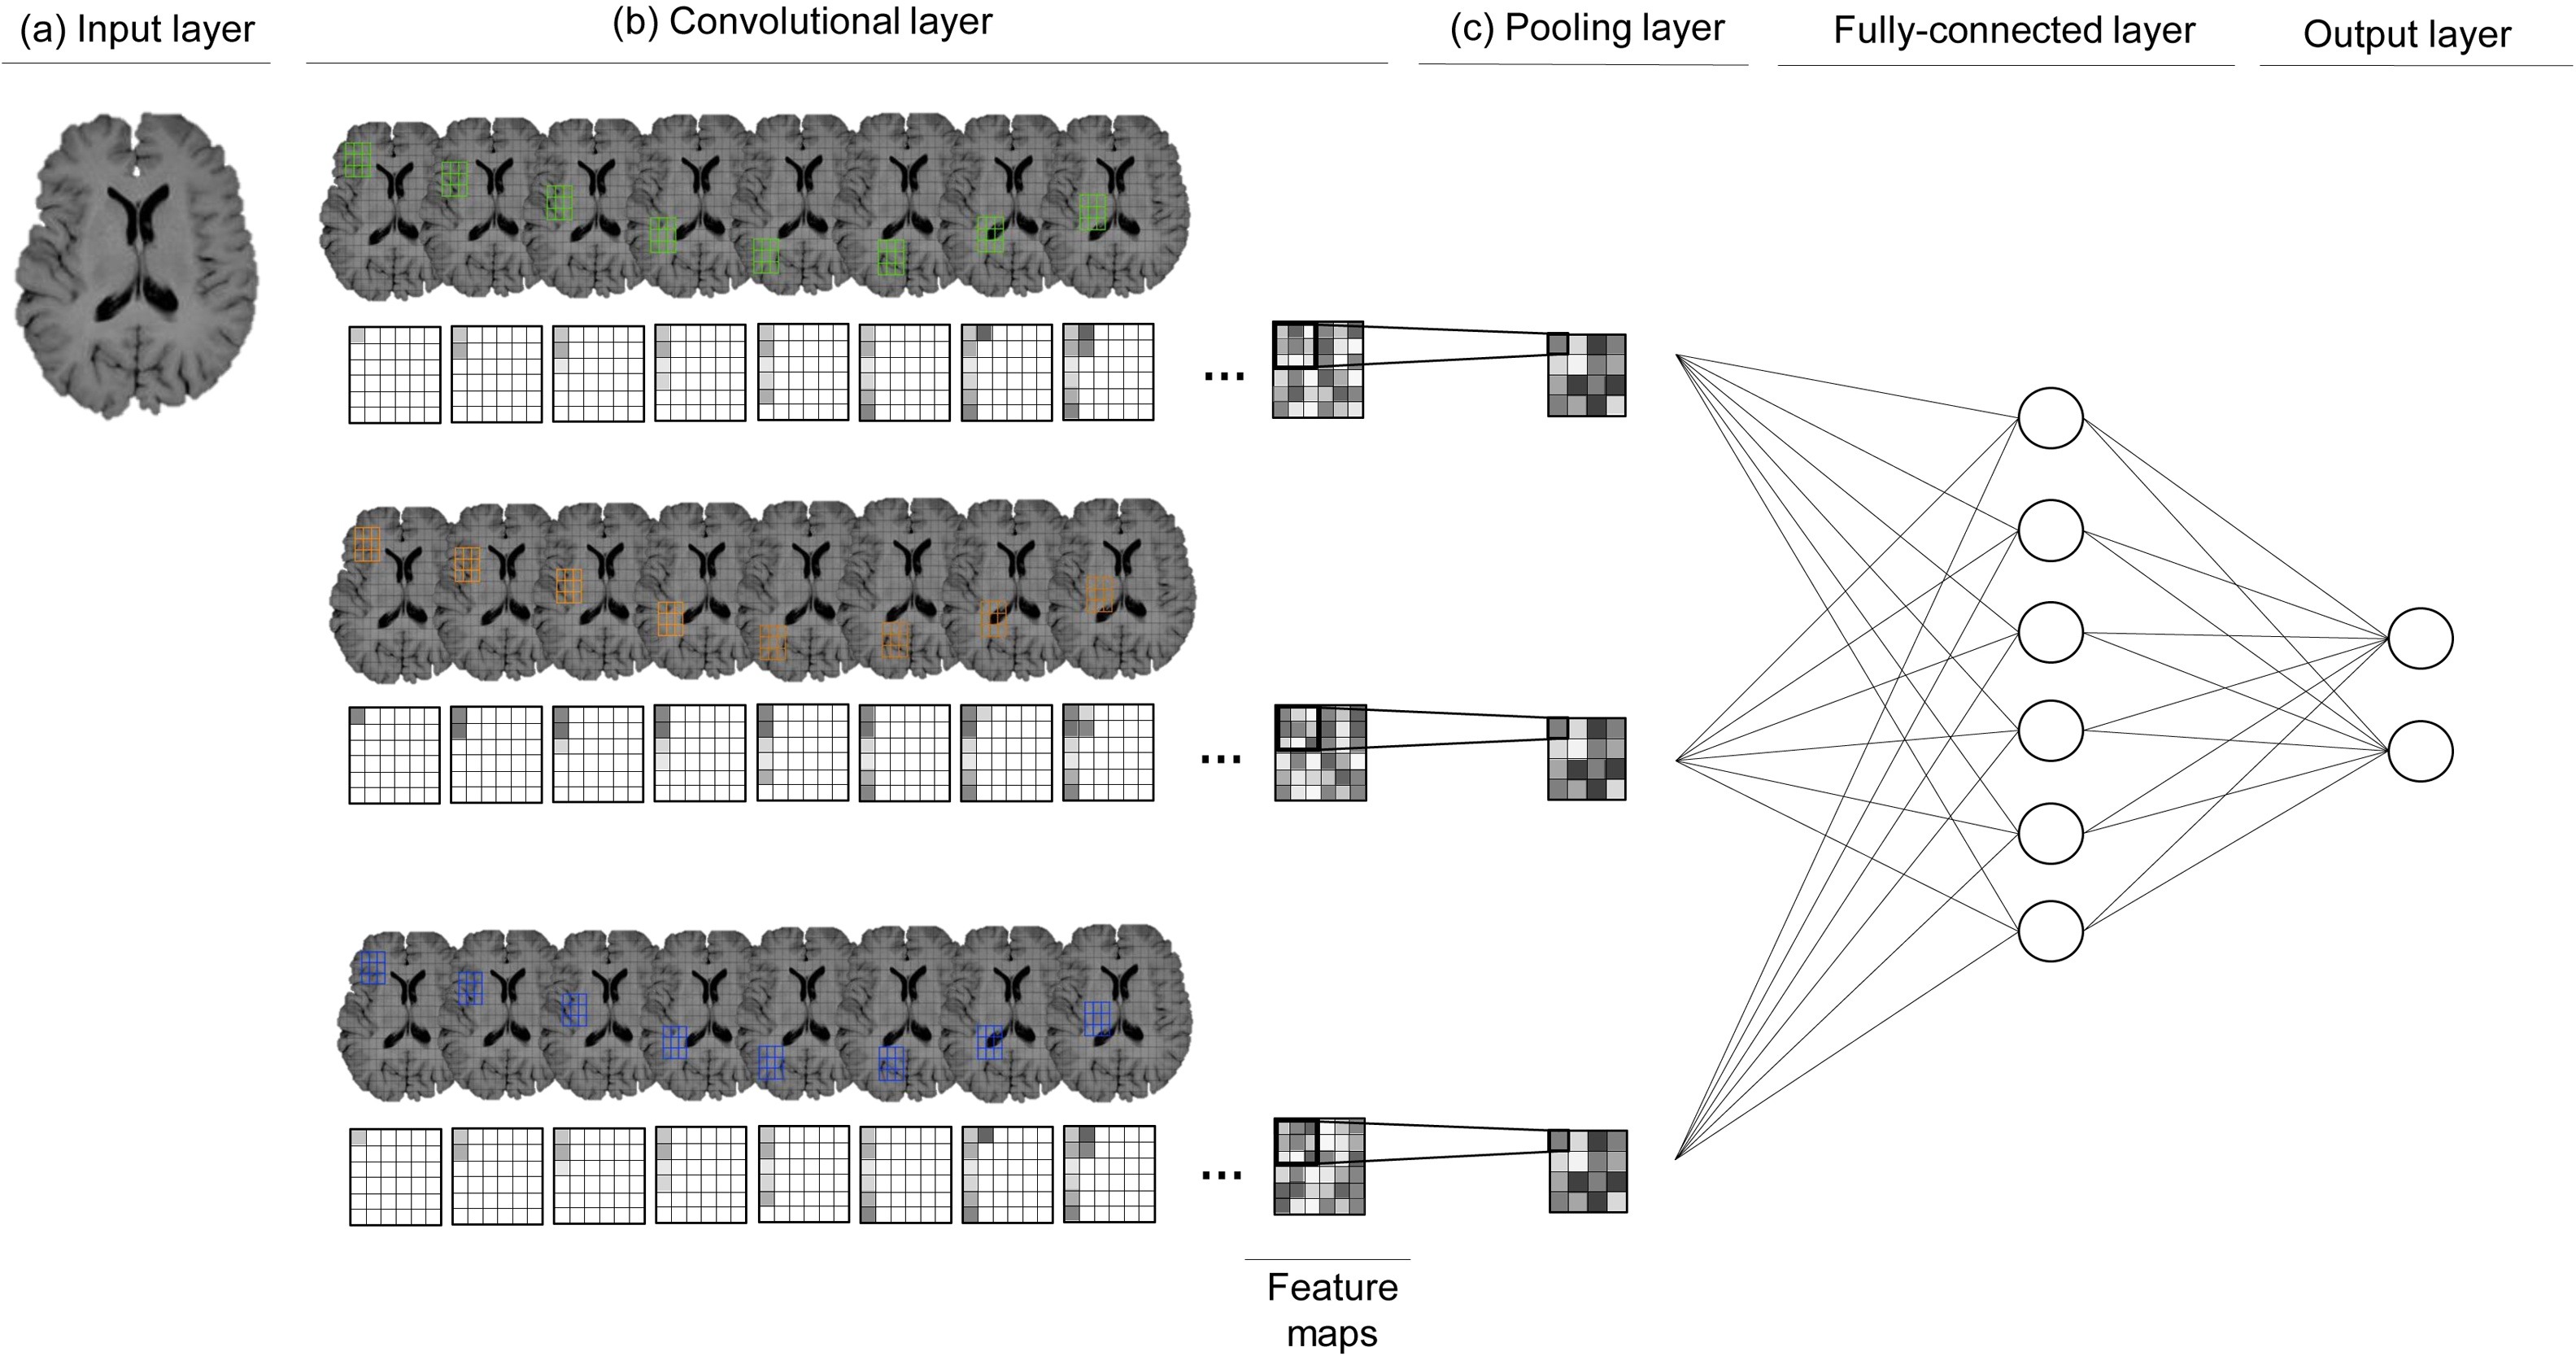 (a) Input layer
(b) Convolutional layer
(c) Pooling layer
Fully-connected layer
Output layer
...
...
...
Feature
maps